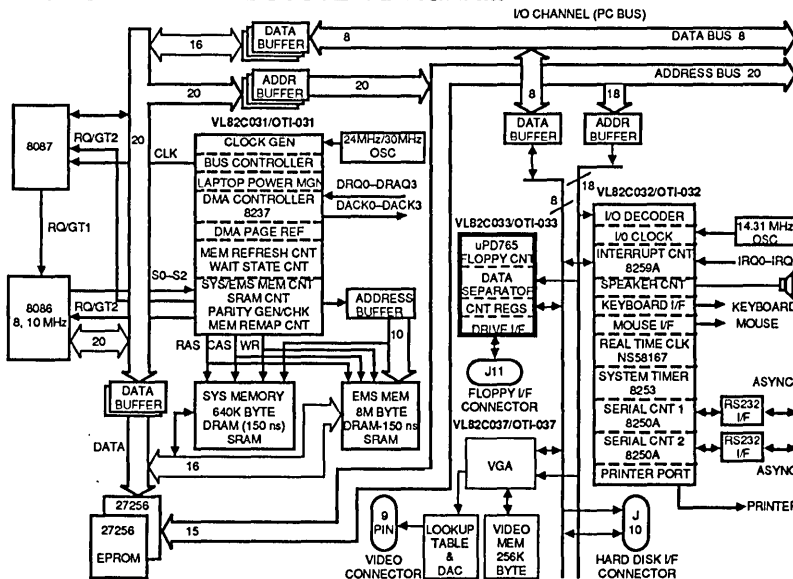 I/O CHANNEL (PC BUS)
DATA BUS 8
ADDRESS BUS 20
16
DATA
BUFFER
8
20
ADDR
BUFFER
20
8
18
DATA
BUFFER
ADDR
BUFFER
18
8
20
8087
RQ/GT2
CLK
RQ/GT1
8086
8, 10 MHz
S0–S2
RQ/GT2
20
VL82C031/OTI-031
CLOCK GEN
BUS CONTROLLER
LAPTOP POWER MGN
DMA CONTROLLER
8237
DMA PAGE REF
MEM REFRESH CNT
WAIT STATE CNT
SYS/EMS MEM CNT
SRAM CNT
PARITY GEN/CHK
MEM REMAP CNT
24MHz/30MHz
OSC
DRQ0–DRAQ3
DACK0–DACK3
ADDRESS
BUFFER
10
RAS
CAS
WR
DATA
BUFFER
SYS MEMORY
640K BYTE
DRAM (150 ns)
SRAM
EMS MEM
8M BYTE
DRAM-150 ns
SRAM
DATA
16
27256
27256
EPROM
15
VL82C033/OTI-033
uPD765
FLOPPY CNT
DATA
SEPARATOR
CNT REGS
DRIVE I/F
J11
FLOPPY I/F
CONNECTOR
VL82C037/OTI-037
VGA
9
PIN
VIDEO
CONNECTOR
LOOKUP
TABLE
&
DAC
VIDEO
MEM
256K
BYTE
VL82C032/OTI-032
I/O DECODER
I/O CLOCK
INTERRUPT CNT
8259A
SPEAKER CNT
KEYBOARD I/F
MOUSE I/F
REAL TIME CLK
NS58167
SYSTEM TIMER
8253
SERIAL CNT 1
8250A
SERIAL CNT 2
8250A
PRINTER PORT
14.31 MHz
OSC
IRQ0–IRQ
KEYBOARD
MOUSE
ASYNC
RS232
I/F
RS232
I/F
ASYNC
PRINTER
J
10
HARD DISK I/F
CONNECTOR